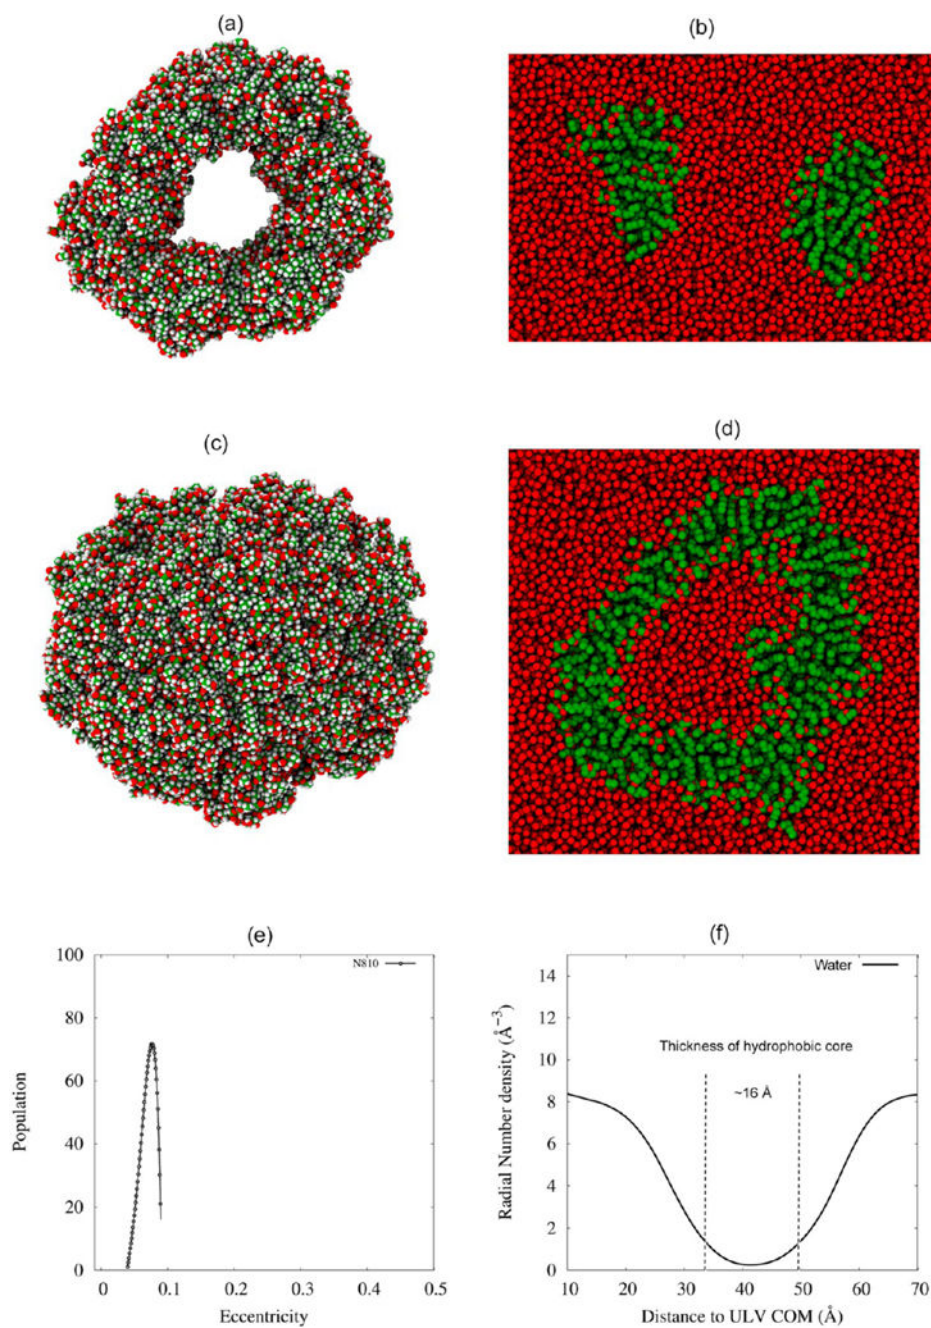 (a)
(b)
(c)
(d)
(e)
(f)
100
80
60
40
20
0
Population
N810
0
0.1
0.2
0.3
0.4
0.5
Eccentricity
14
12
10
8
6
4
2
0
Radial Number density (Å⁻³)
Water
Thickness of hydrophobic core
~16 Å
10
20
30
40
50
60
70
Distance to ULV COM (Å)